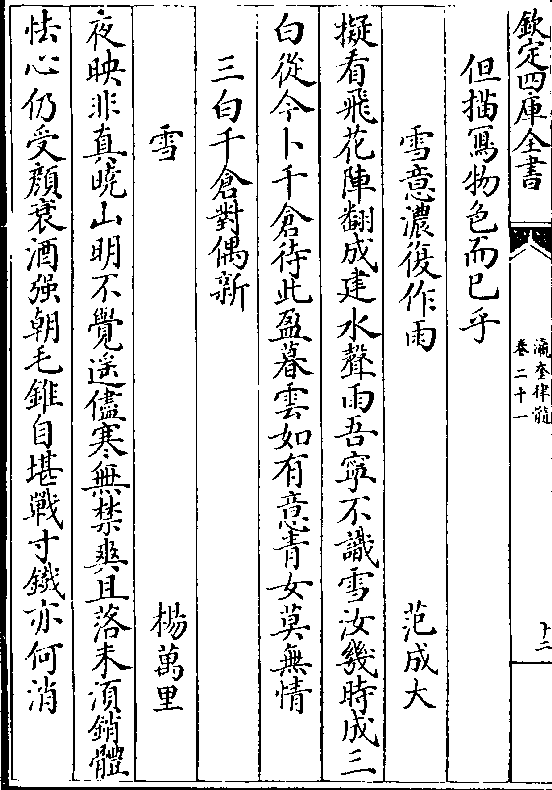 欽定四庫全書
瀛奎律髓
卷二十一
十二
但描寫物色而已乎
雪意濃復作雨
范成大
擬看飛花陣翻成建水聲雨吾寧不識雪汝幾時成三
白從今卜千倉待此盈暮雲如有意青女莫無情
三白千倉對偶新
雪
楊萬里
夜映非真曉山明不覺遥儘寒無禁爽且落未須銷體
怯心仍受顔衰酒强朝毛錐自堪戰寸鐵亦何消